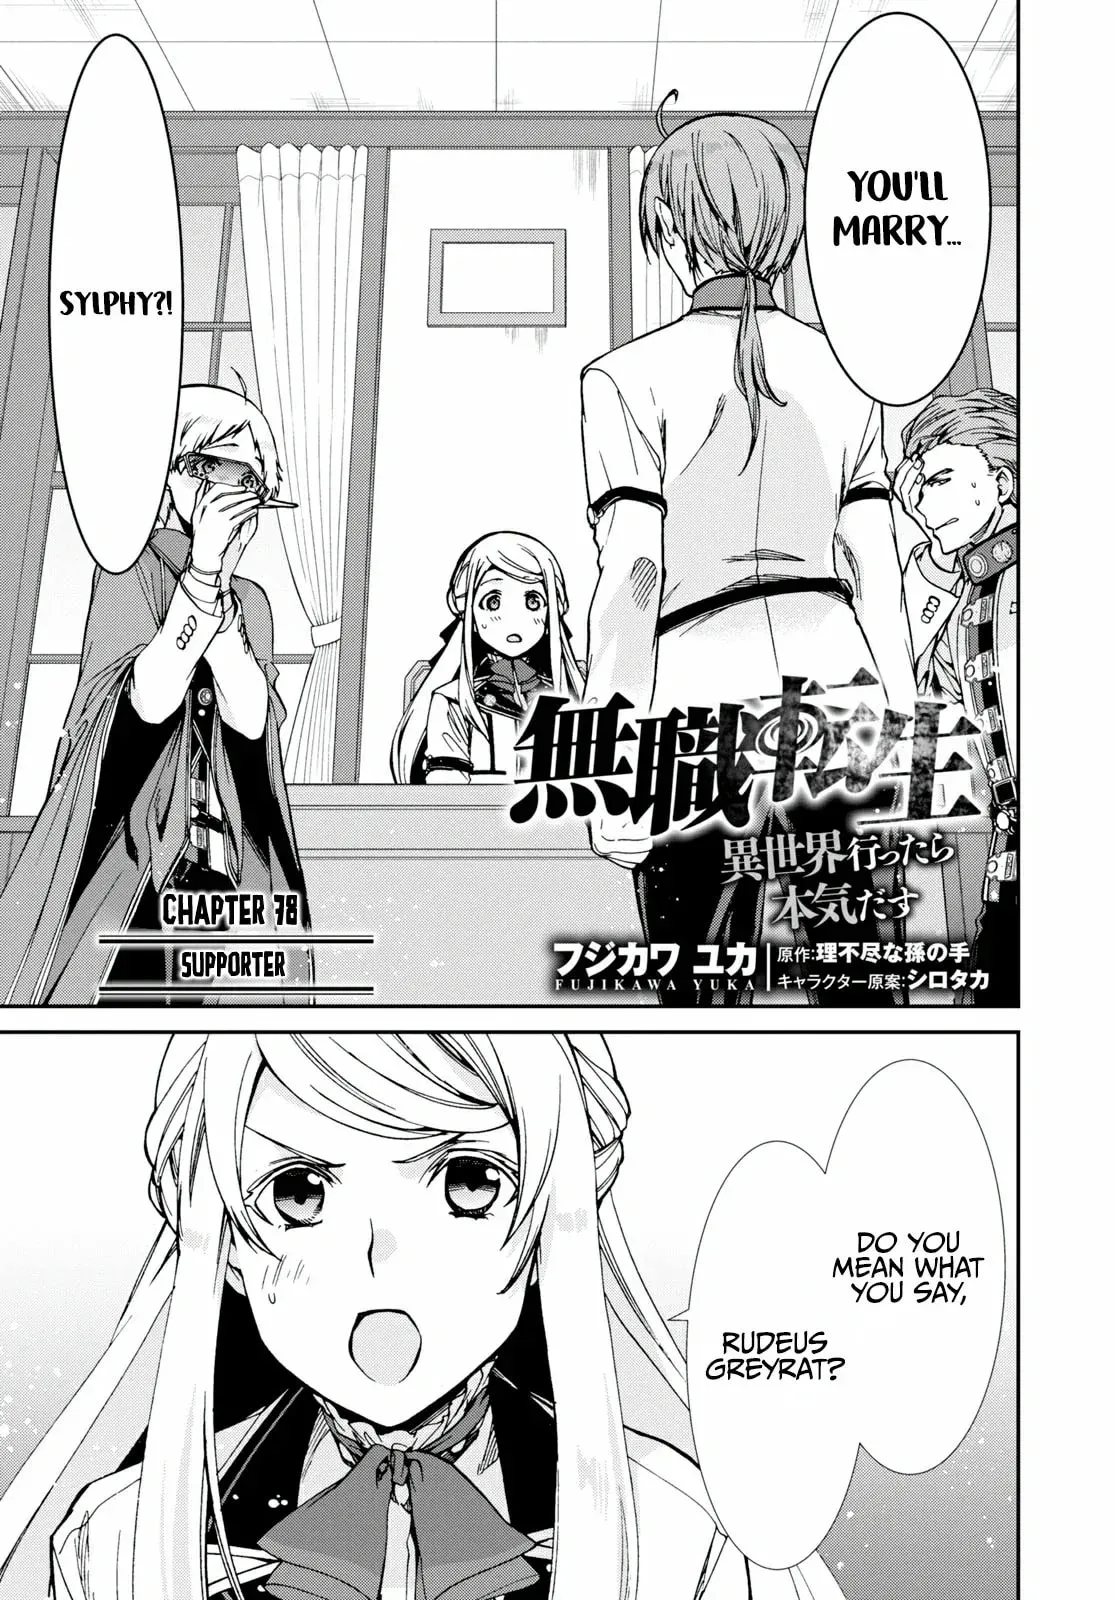 YOU'LL
MARRY...
SYLPHY?!
無職転生
異世界行ったら
本気だす
CHAPTER 78
SUPPORTER
フジカワ ユカ
FUJIKAWA YUKA
原作:理不尽な孫の手
キャラクター原案:シロタカ
DO YOU
MEAN WHAT
YOU SAY,
RUDEUS
GREYRAT?